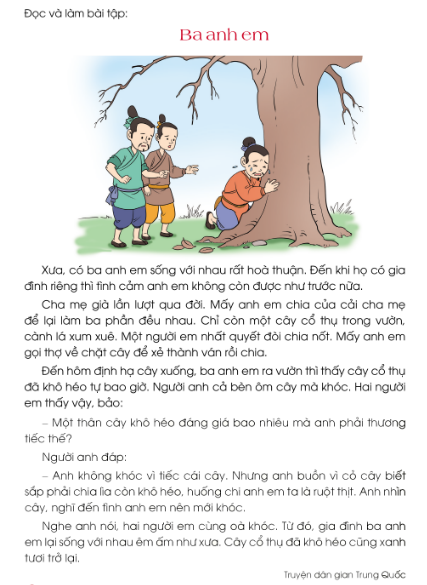 Đọc và làm bài tập:
Ba anh em
Xưa, có ba anh em sống với nhau rất hoà thuận. Đến khi họ có gia
đình riêng thì tình cảm anh em không còn được như trước nữa.
Cha mẹ già lần lượt qua đời. Mấy anh em chia của cải cha mẹ
để lại làm ba phần đều nhau. Chỉ còn một cây cổ thụ trong vườn,
cành lá xum xuê. Một người em nhất quyết đòi chia nốt. Mấy anh em
gọi thợ về chặt cây để xẻ thành ván rồi chia.
Đến hôm định hạ cây xuống, ba anh em ra vườn thì thấy cây cổ thụ
đã khô héo tự bao giờ. Người anh cả bèn ôm cây mà khóc. Hai người
em thấy vậy, bảo:
– Một thân cây khô héo đáng giá bao nhiêu mà anh phải thương
tiếc thế?
Người anh đáp:
– Anh không khóc vì tiếc cái cây. Nhưng anh buồn vì cỏ cây biết
sắp phải chia lìa còn khô héo, huống chi anh em ta là ruột thịt. Anh nhìn
cây, nghĩ đến tình anh em nên mới khóc.
Nghe anh nói, hai người em cùng oà khóc. Từ đó, gia đình ba anh
em lại sống với nhau êm ấm như xưa. Cây cổ thụ đã khô héo cũng xanh
tươi trở lại.
Truyện dân gian Trung Quốc